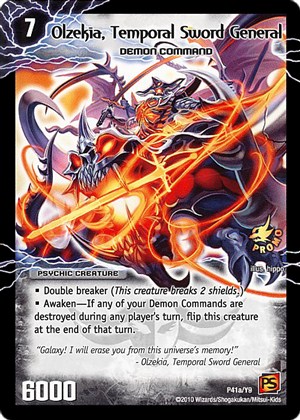 7
Olzekia, Temporal Sword General
DEMON COMMAND
PROMO
illus. hippo
PSYCHIC CREATURE
▪ Double breaker (This creature breaks 2 shields,)
▪ Awaken—If any of your Demon Commands are
destroyed during any player's turn, flip this creature
at the end of that turn.
"Galaxy! I will erase you from this universe's memory!"
- Olzekia, Temporal Sword General
6000
P41a/Y9
©2010 Wizards/Shogakukan/Mitsui-Kids
PS